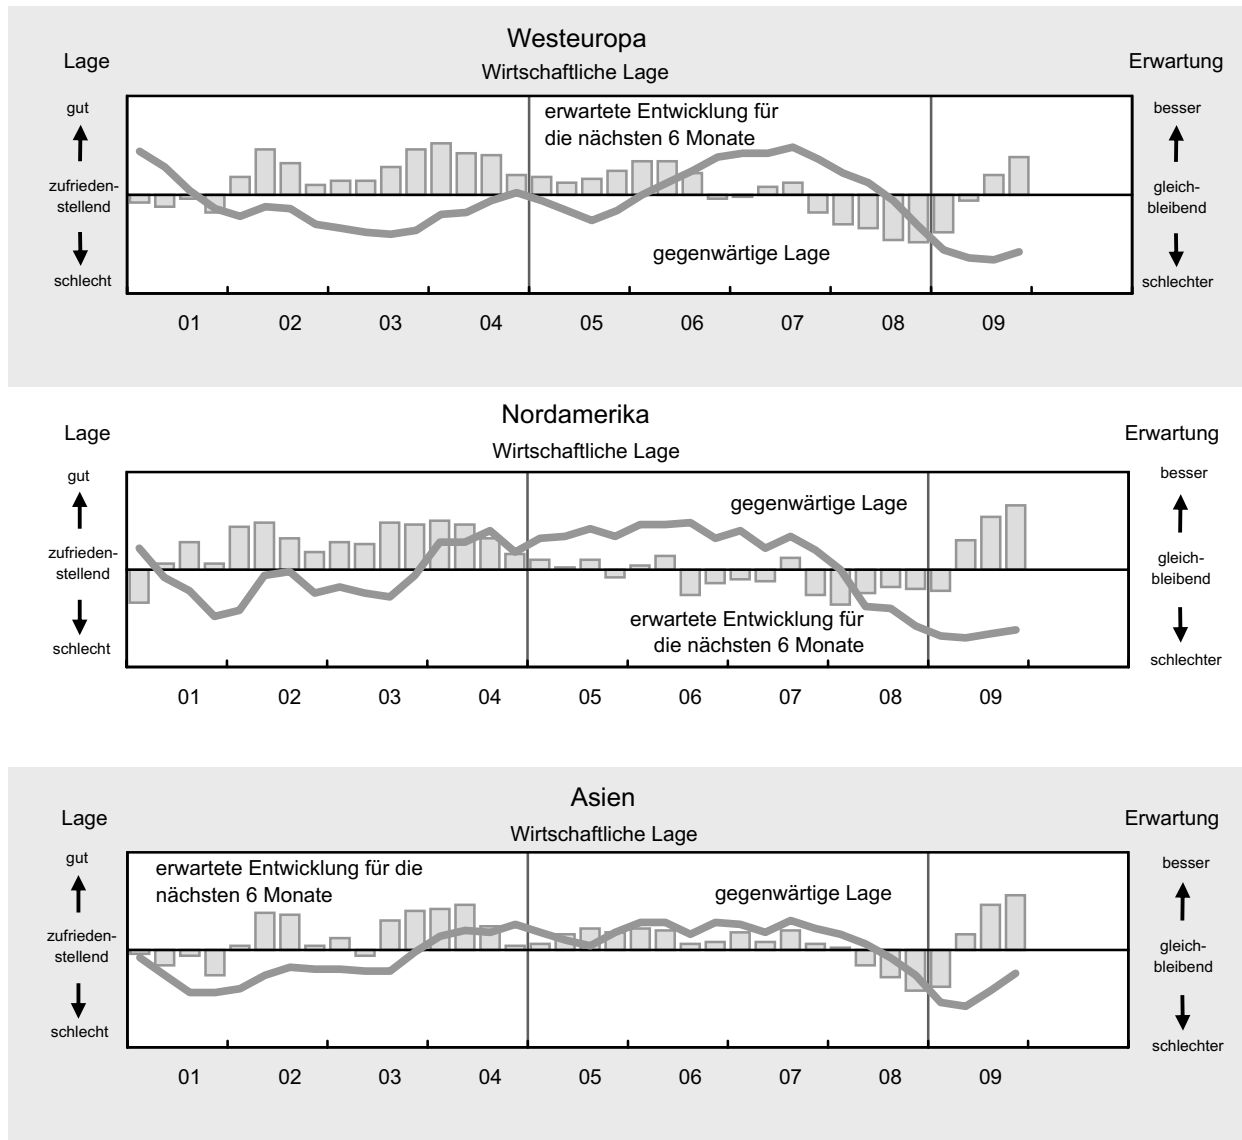 Westeuropa
Wirtschaftliche Lage
Lage
Erwartung
gut
zufrieden-
stellend
schlecht
besser
gleich-
bleibend
schlechter
erwartete Entwicklung für
die nächsten 6 Monate
gegenwärtige Lage
01 02 03 04 05 06 07 08 09
Nordamerika
Wirtschaftliche Lage
Lage
Erwartung
gut
zufrieden-
stellend
schlecht
besser
gleich-
bleibend
schlechter
gegenwärtige Lage
erwartete Entwicklung für
die nächsten 6 Monate
01 02 03 04 05 06 07 08 09
Asien
Wirtschaftliche Lage
Lage
Erwartung
gut
zufrieden-
stellend
schlecht
besser
gleich-
bleibend
schlechter
erwartete Entwicklung für die
nächsten 6 Monate
gegenwärtige Lage
01 02 03 04 05 06 07 08 09